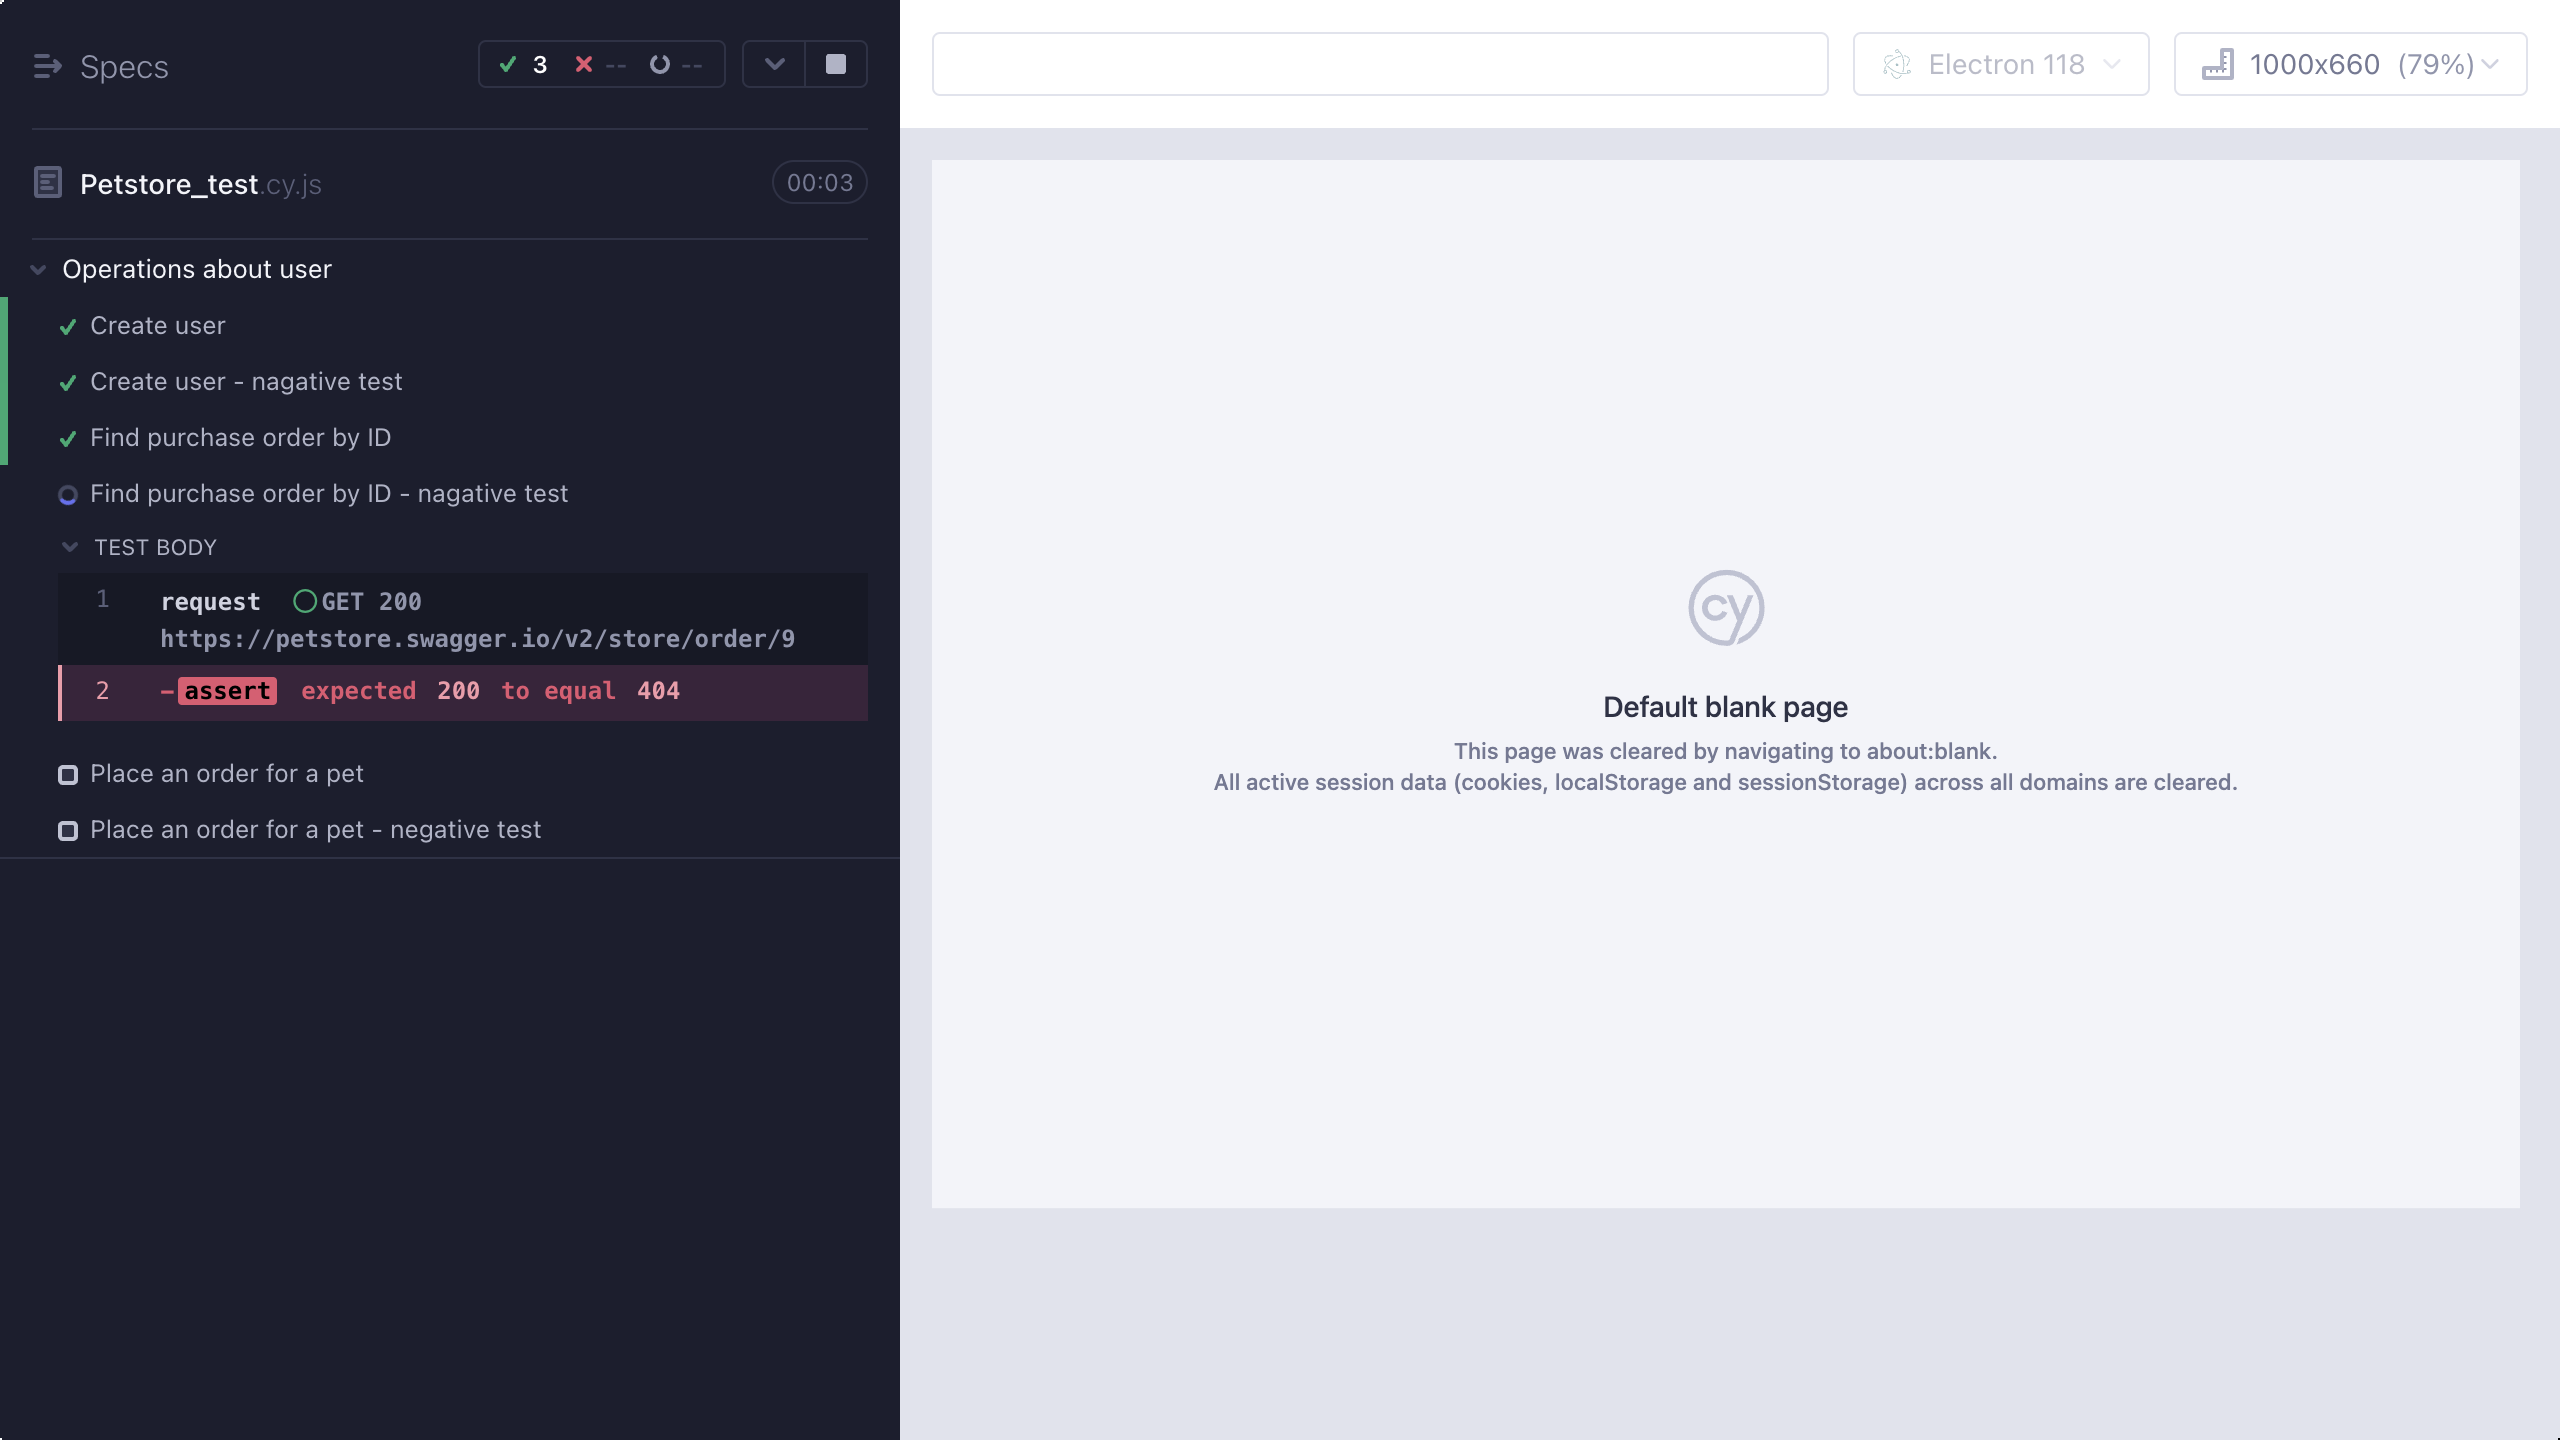 Specs
3 -- --
Petstore_test.cy.js
00:03
Operations about user
Create user
Create user - nagative test
Find purchase order by ID
Find purchase order by ID - nagative test
TEST BODY
1 request GET 200
https://petstore.swagger.io/v2/store/order/9
2 -assert expected 200 to equal 404
Place an order for a pet
Place an order for a pet - negative test
Electron 118
1000x660 (79%)
cy
Default blank page
This page was cleared by navigating to about:blank.
All active session data (cookies, localStorage and sessionStorage) across all domains are cleared.